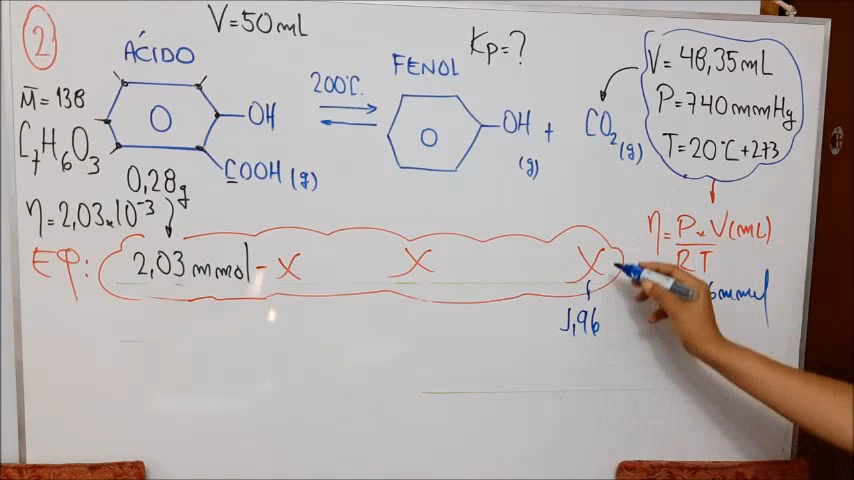 2
V=50mL
Kp=?
ÁCIDO
FENOL
V=48,35mL
P=740mmHg
T=20°C+273
M=138
C7H6O3
O
OH
COOH(g)
200°C.
O
OH
(g)
+
CO2(g)
0,28g
η=2,03×10-3
η=P×V(mL)
RT
mmol
EQ:
2,03mmol-X
X
X
1,96